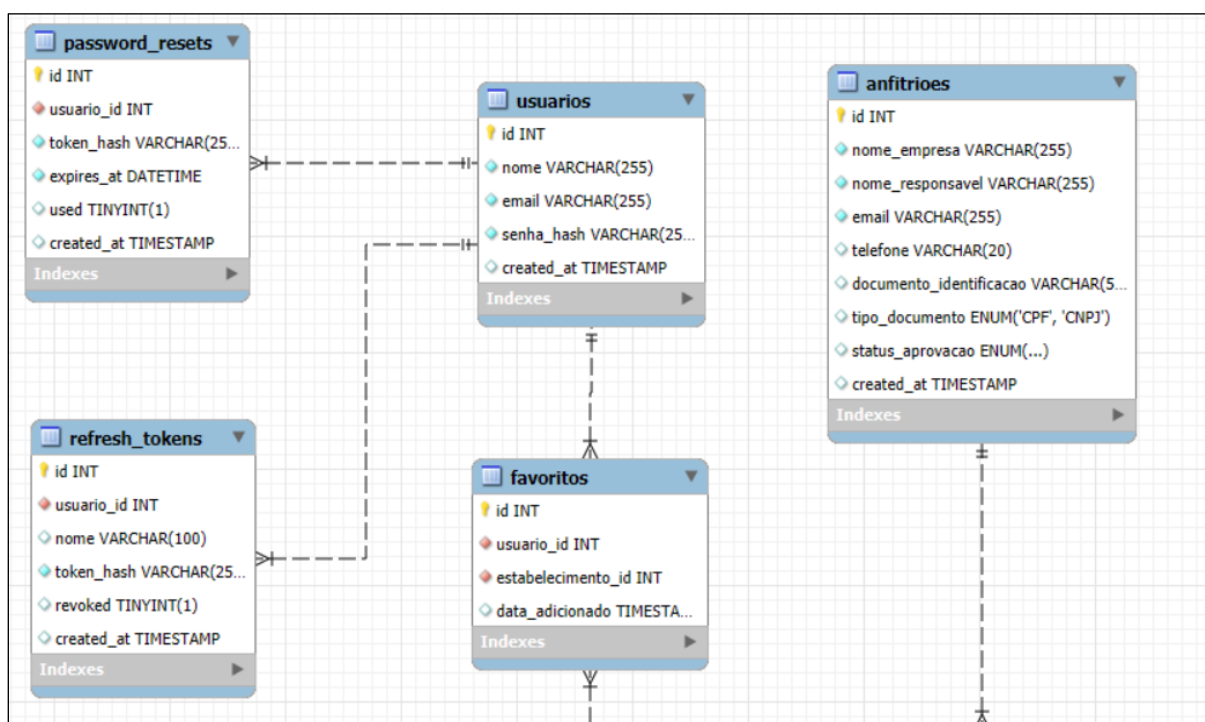 password_resets
id INT
usuario_id INT
token_hash VARCHAR(25...
expires_at DATETIME
used TINYINT(1)
created_at TIMESTAMP
Indexes
usuarios
id INT
nome VARCHAR(255)
email VARCHAR(255)
senha_hash VARCHAR(25...
created_at TIMESTAMP
Indexes
anfitrioes
id INT
nome_empresa VARCHAR(255)
nome_responsavel VARCHAR(255)
email VARCHAR(255)
telefone VARCHAR(20)
documento_identificacao VARCHAR(5...
tipo_documento ENUM('CPF', 'CNPJ')
status_aprovacao ENUM(...)
created_at TIMESTAMP
Indexes
refresh_tokens
id INT
usuario_id INT
nome VARCHAR(100)
token_hash VARCHAR(25...
revoked TINYINT(1)
created_at TIMESTAMP
Indexes
favoritos
id INT
usuario_id INT
estabelecimento_id INT
data_adicionado TIMESTA...
Indexes